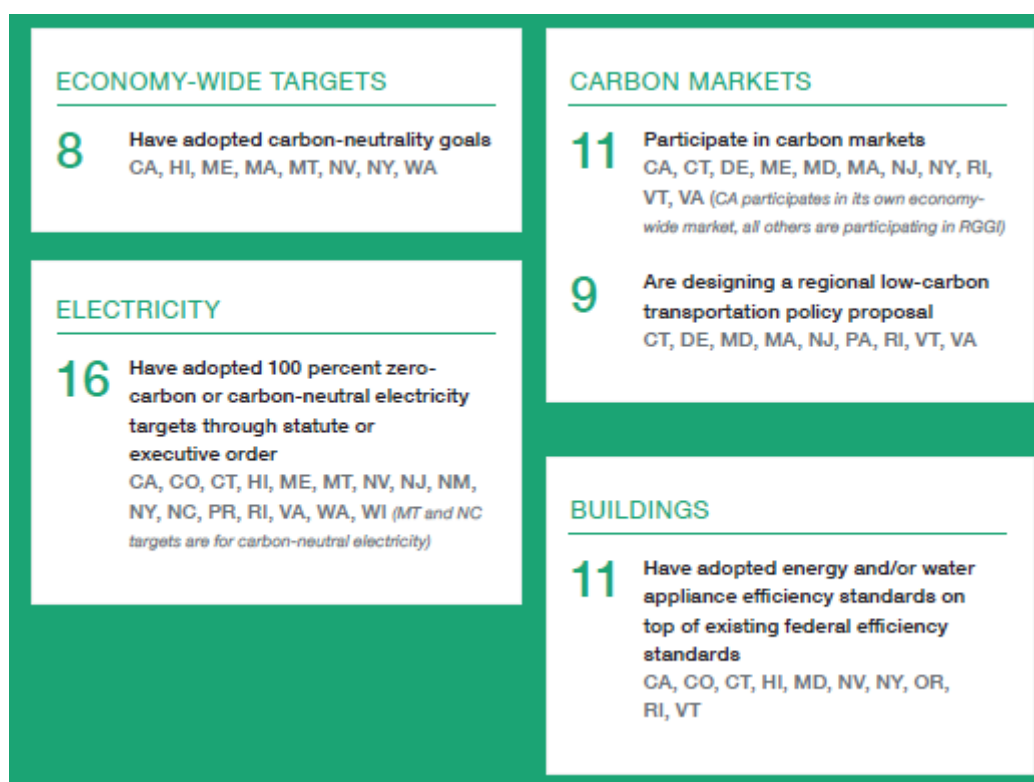 ECONOMY-WIDE TARGETS
8
Have adopted carbon-neutrality goals
CA, HI, ME, MA, MT, NV, NY, WA
ELECTRICITY
16
Have adopted 100 percent zero-
carbon or carbon-neutral electricity
targets through statute or
executive order
CA, CO, CT, HI, ME, MT, NV, NJ, NM,
NY, NC, PR, RI, VA, WA, WI (MT and NC
targets are for carbon-neutral electricity)
CARBON MARKETS
11
Participate in carbon markets
CA, CT, DE, ME, MD, MA, NJ, NY, RI,
VT, VA (CA participates in its own economy-
wide market, all others are participating in RGGI)
9
Are designing a regional low-carbon
transportation policy proposal
CT, DE, MD, MA, NJ, PA, RI, VT, VA
BUILDINGS
11
Have adopted energy and/or water
appliance efficiency standards on
top of existing federal efficiency
standards
CA, CO, CT, HI, MD, NV, NY, OR,
RI, VT